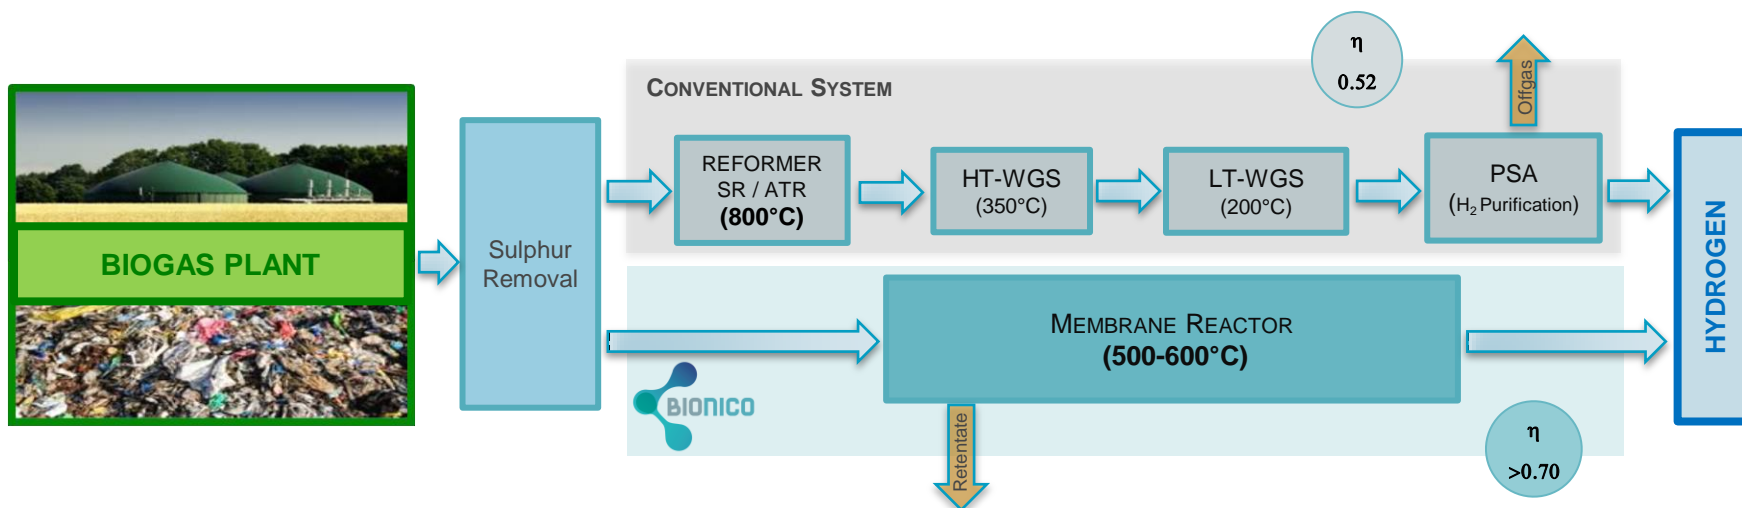 BIOGAS PLANT
Sulphur
Removal
CONVENTIONAL SYSTEM
η
0.52
Offgas
REFORMER
SR / ATR
(800°C)
HT-WGS
(350°C)
LT-WGS
(200°C)
PSA
(H₂ Purification)
MEMBRANE REACTOR
(500-600°C)
BIONICO
Retentate
η
>0.70
HYDROGEN